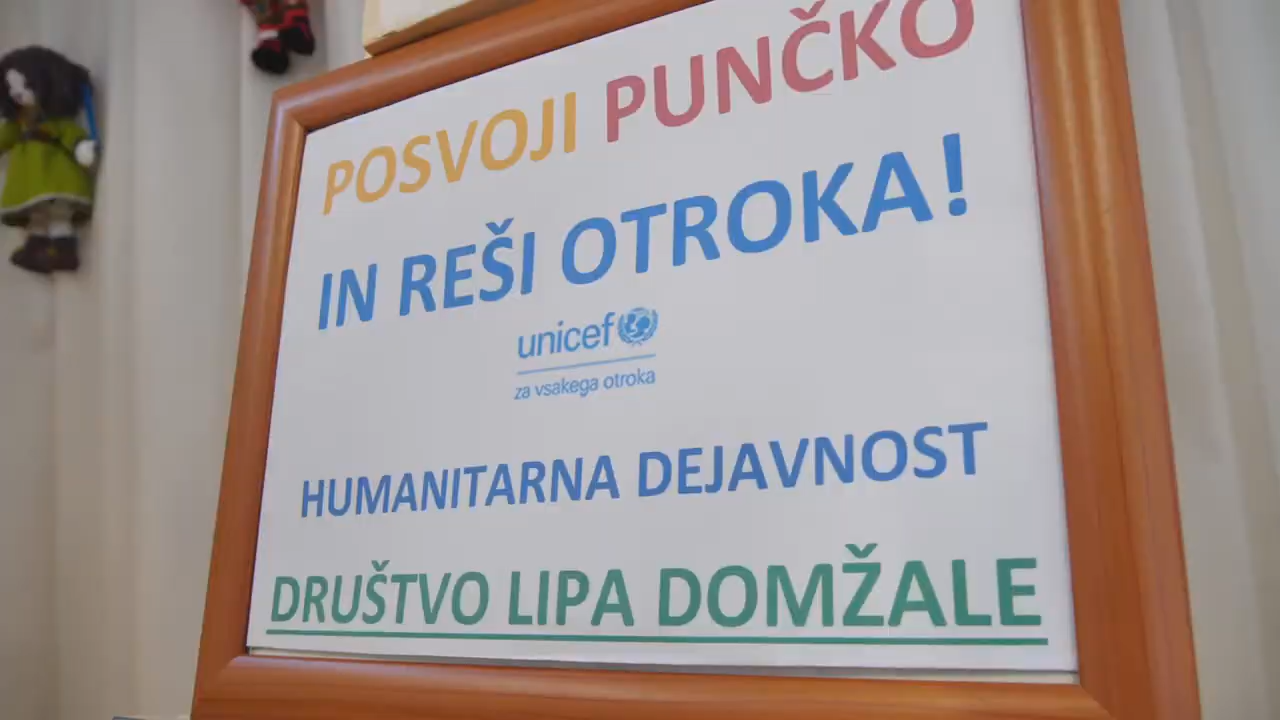 POSVOJI PUNČKO
IN REŠI OTROKA!
unicef
za vsakega otroka
HUMANITARNA DEJAVNOST
DRUŠTVO LIPA DOMŽALE